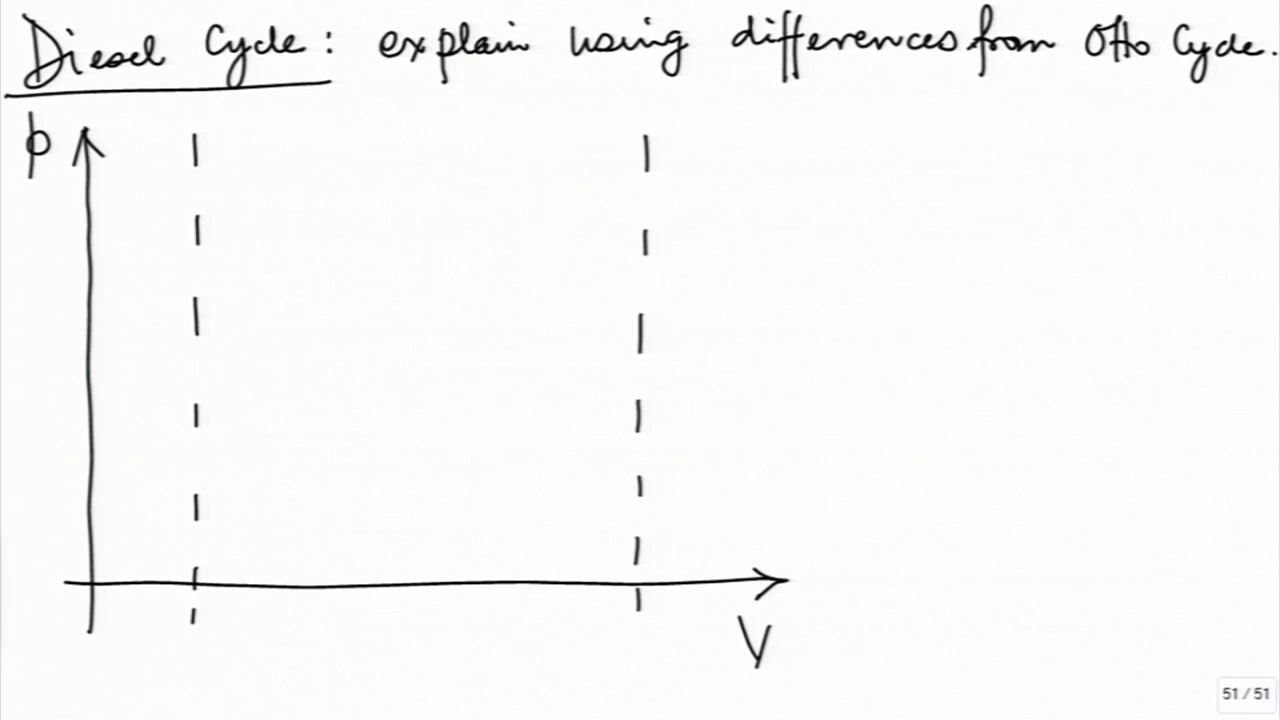 Diesel Cycle: explain using differences from Otto Cycle.
p
V
51 / 51